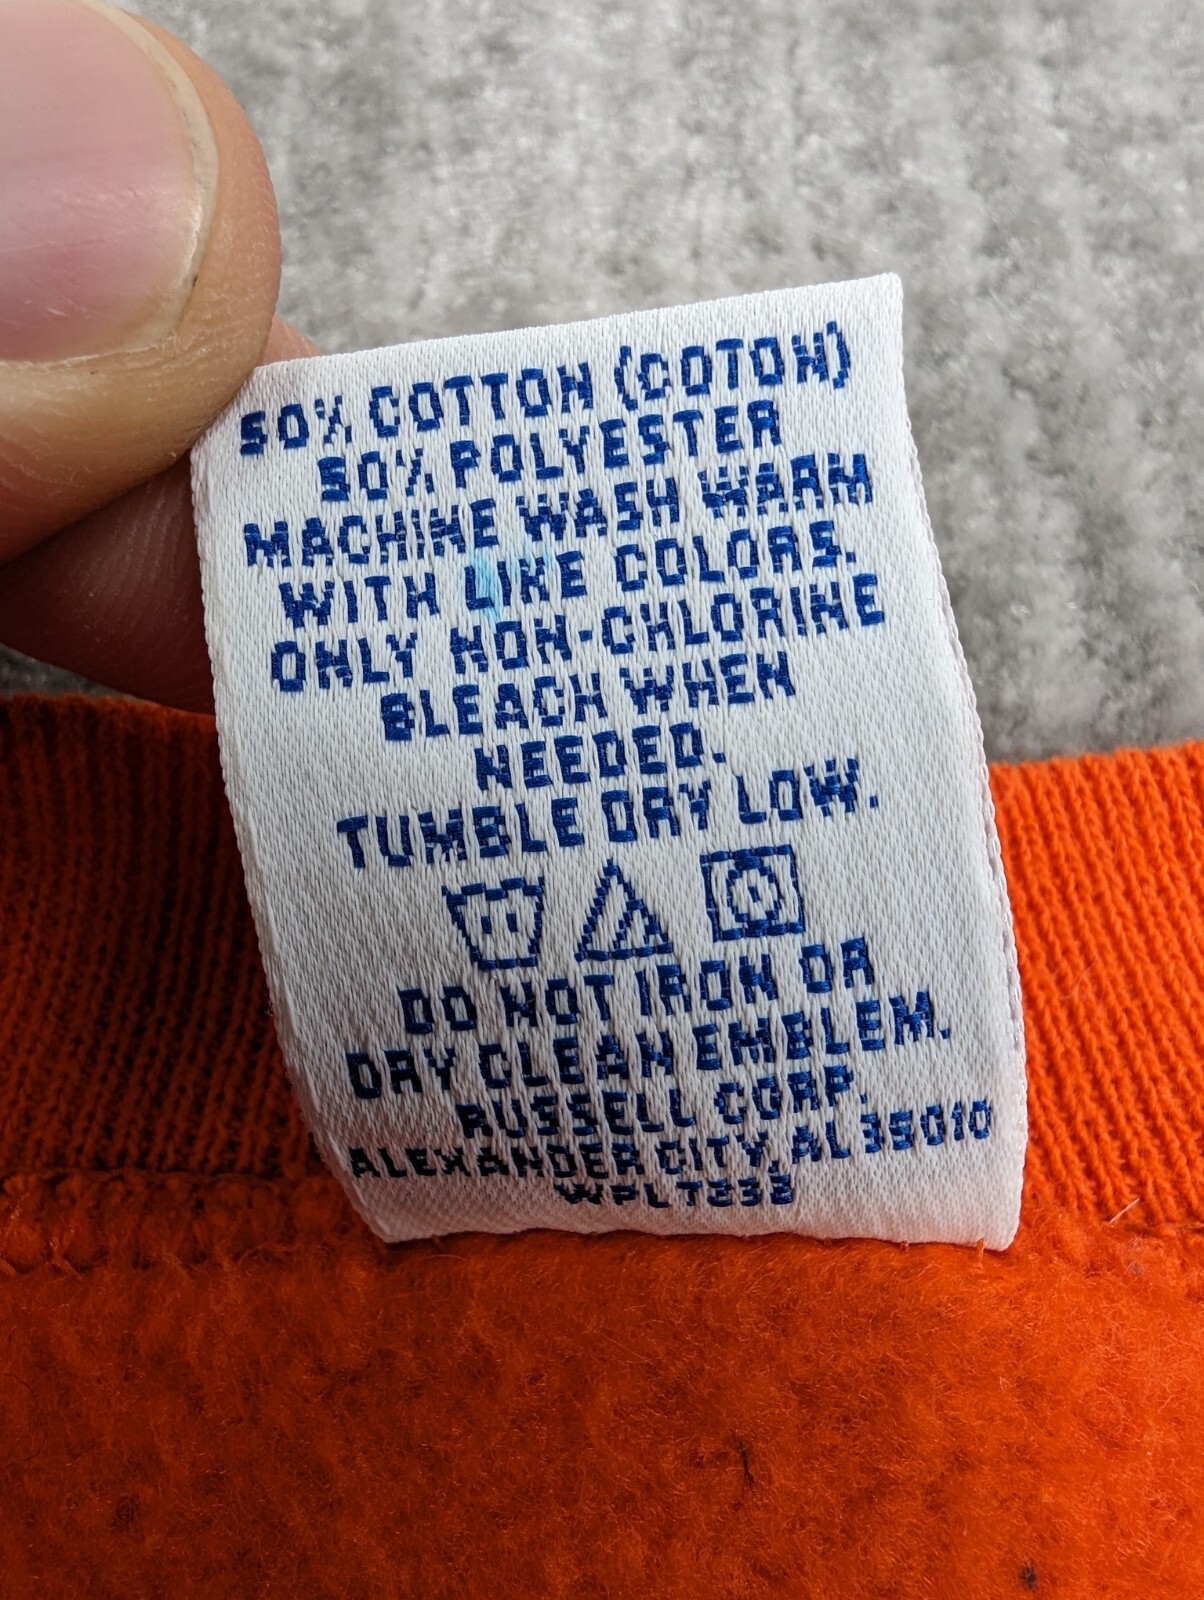 50% COTTON (COTON)
50% POLYESTER
MACHINE WASH WARM
WITH LIKE COLORS.
ONLY NON-CHLORINE
BLEACH WHEN
NEEDED.
TUMBLE DRY LOW.
DO NOT IRON OR
DRY CLEAN EMBLEM.
RUSSELL CORP.
ALEXANDER CITY, AL 35010